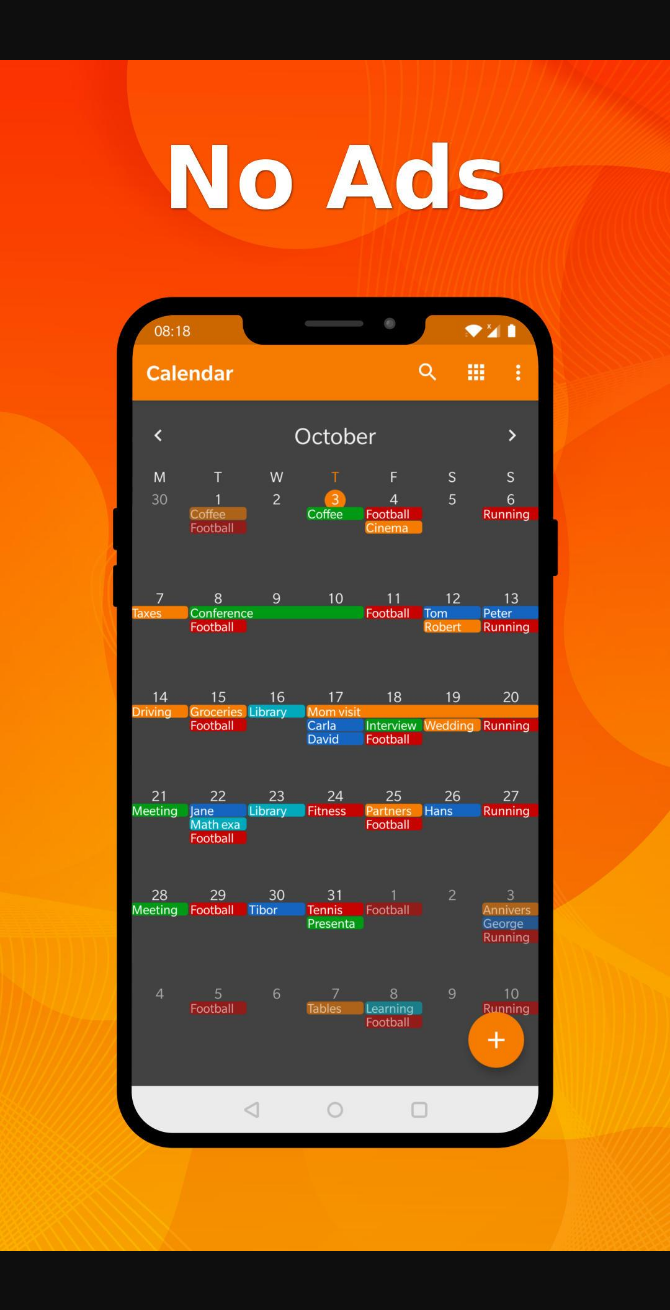 No Ads
08:18
Calendar
October
M T W T F S S
30 1 2 3 4 5 6
Coffee Coffee Football Running
Football Cinema
7 8 9 10 11 12 13
Taxes Conference Football Tom Peter
Football Robert Running
14 15 16 17 18 19 20
Driving Groceries Library Mom visit
Football Carla Interview Wedding Running
David Football
21 22 23 24 25 26 27
Meeting Jane Library Fitness Partners Hans Running
Math exa Football
Football
28 29 30 31 1 2 3
Meeting Football Tibor Tennis Football Annivers
Presenta George
Running
4 5 6 7 8 9 10
Football Tables Learning Running
Football